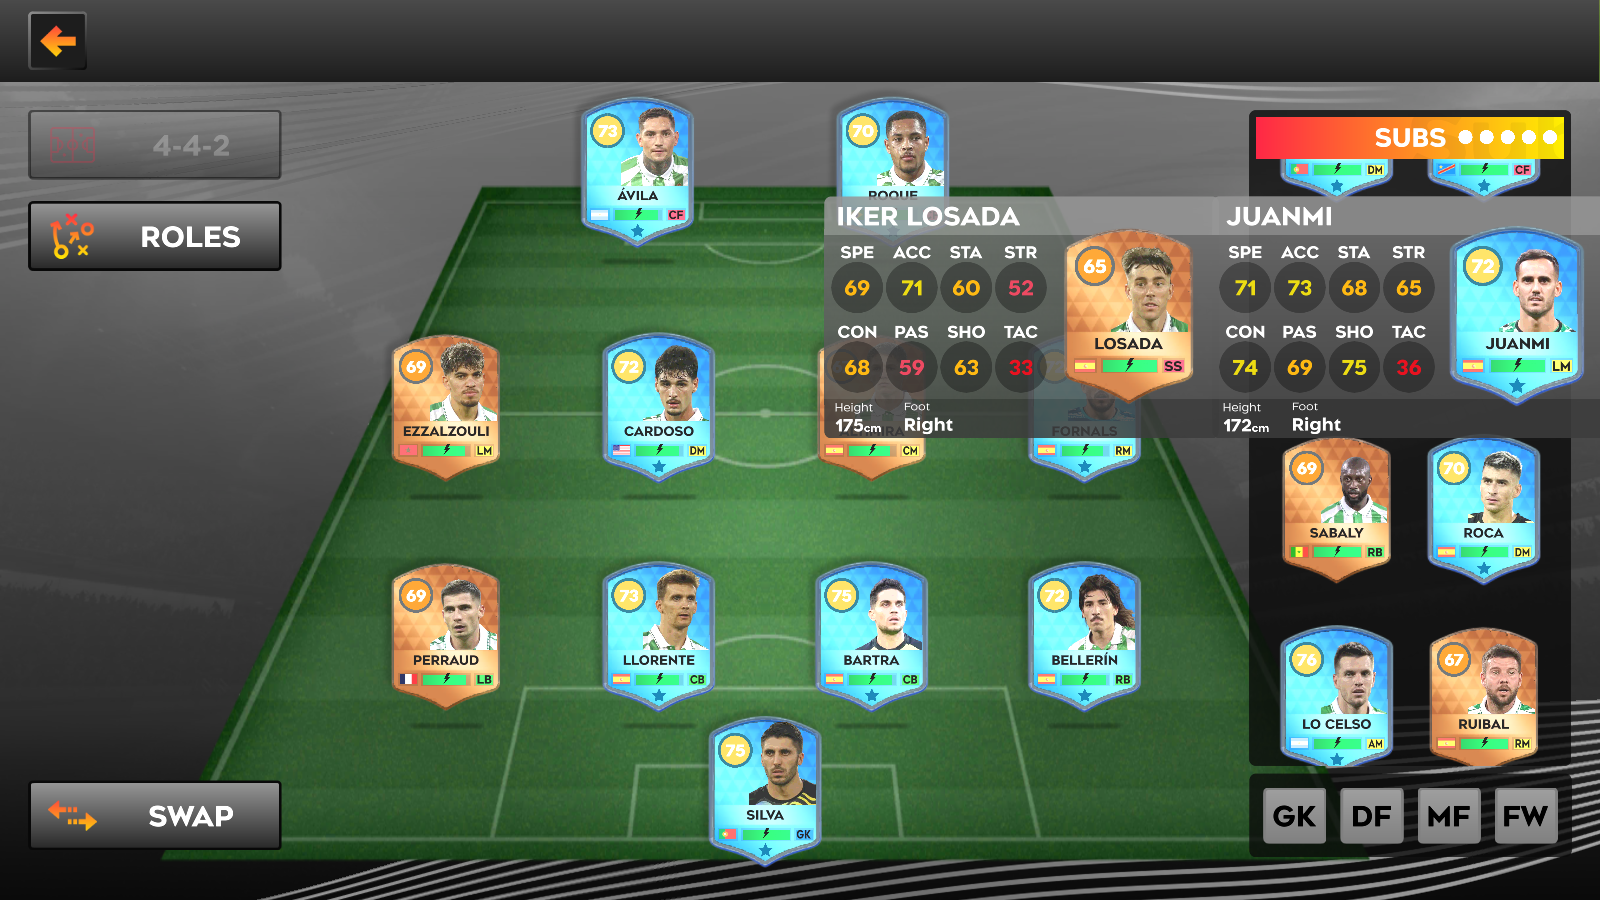 4-4-2
ROLES
SWAP
73
ÁVILA
CF
70
ROQUE
SUBS
DM
CF
IKER LOSADA
SPE ACC STA STR
69 71 60 52
CON PAS SHO TAC
68 59 63 33
Height Foot
175cm Right
65
LOSADA
SS
JUANMI
SPE ACC STA STR
71 73 68 65
CON PAS SHO TAC
74 69 75 36
Height Foot
172cm Right
72
JUANMI
LM
69
EZZALZOULI
LM
72
CARDOSO
DM
CM
FORNALS
RM
69
SABALY
RB
70
ROCA
DM
69
PERRAUD
LB
73
LLORENTE
CB
75
BARTRA
CB
72
BELLERÍN
RB
76
LO CELSO
AM
67
RUIBAL
RM
75
SILVA
GK
GK DF MF FW